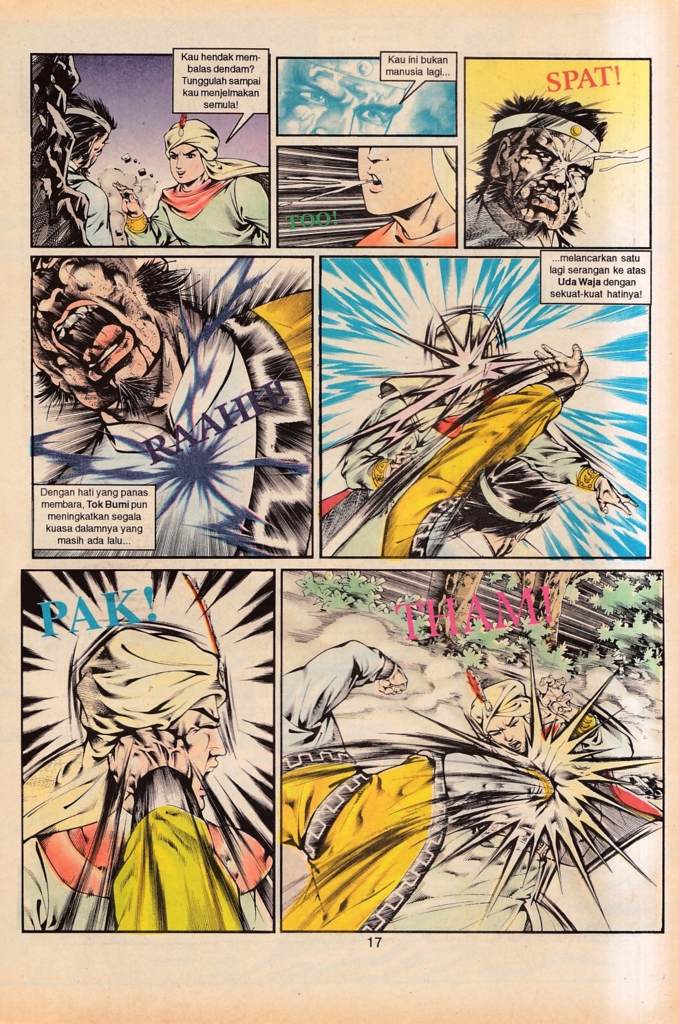 Kau hendak mem-
balas dendam?
Tunggulah sampai
kau menjelmakan
semula!
Kau ini bukan
manusia lagi...
TOO!
SPAT!
RAAHH!
Dengan hati yang panas
membara, Tok Bumi pun
meningkatkan segala
kuasa dalamnya yang
masih ada lalu...
...melancarkan satu
lagi serangan ke atas
Uda Waja dengan
sekuat-kuat hatinya!
PAK!
THAM!
17